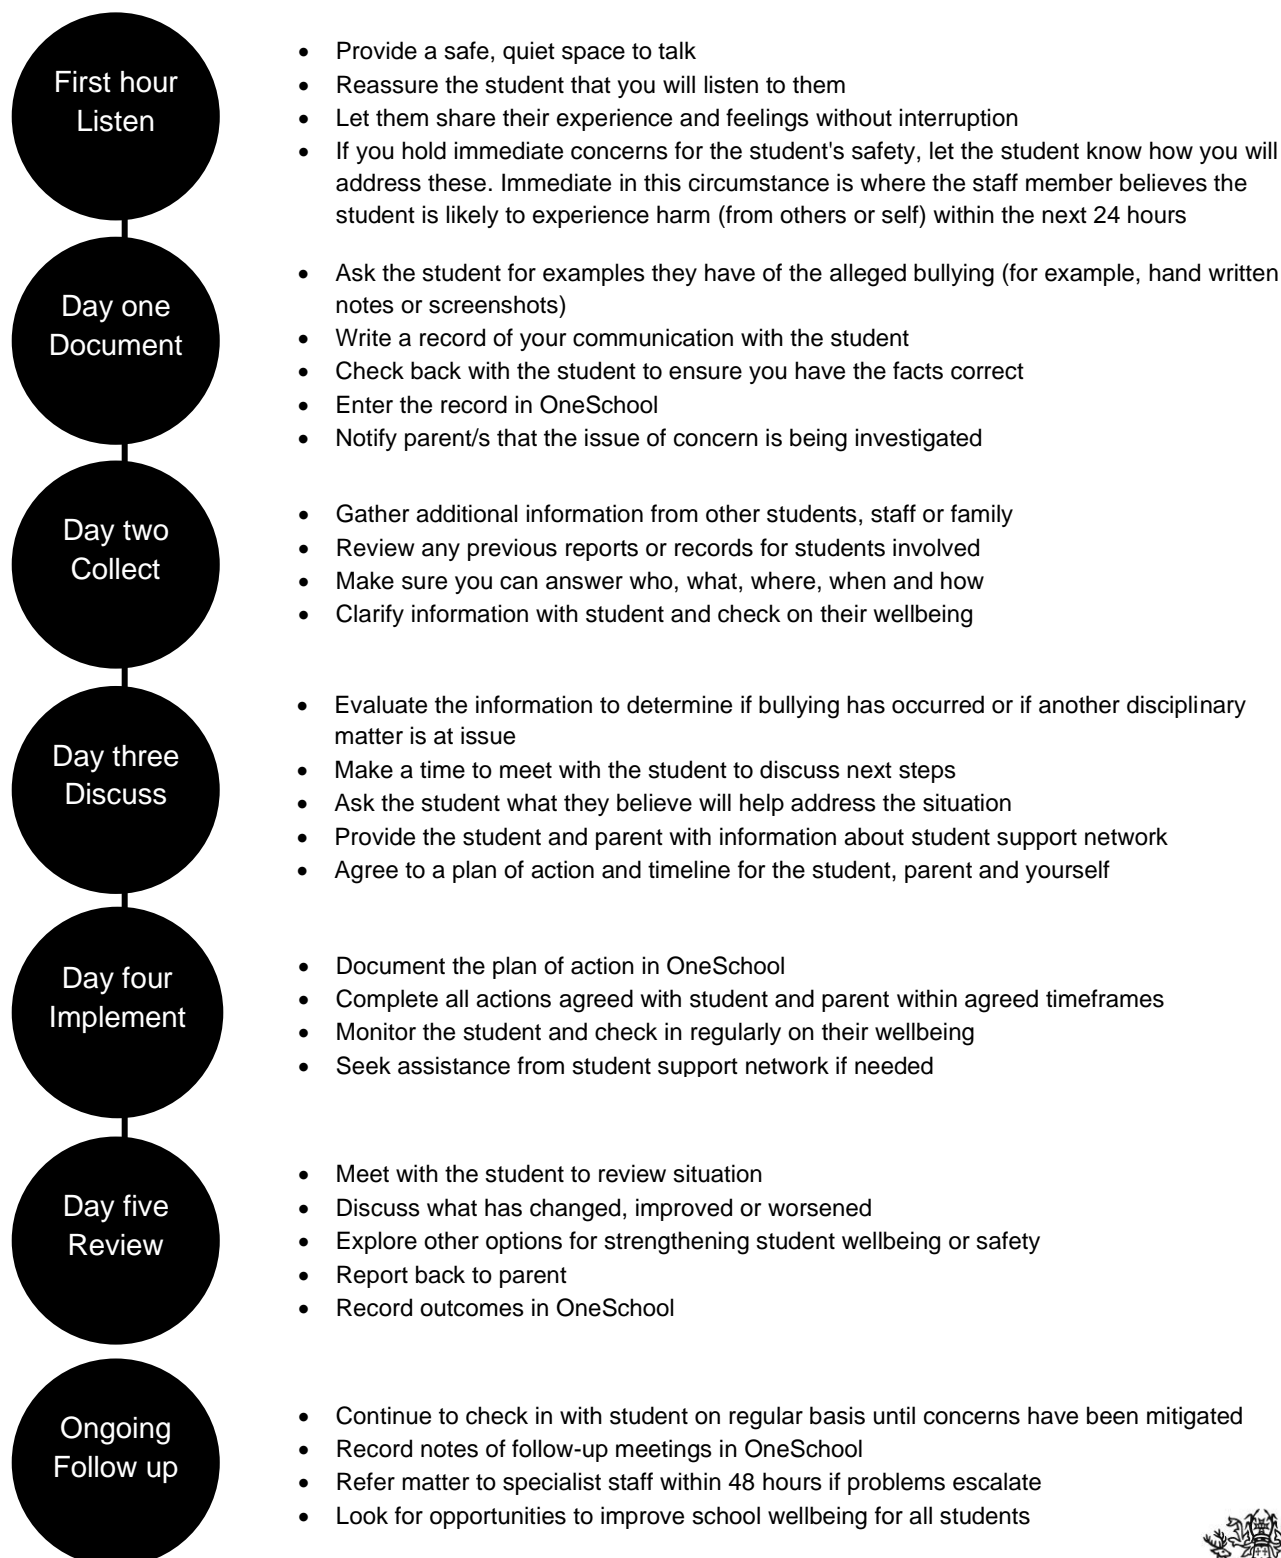 First hour
Listen
• Provide a safe, quiet space to talk
• Reassure the student that you will listen to them
• Let them share their experience and feelings without interruption
• If you hold immediate concerns for the student's safety, let the student know how you will
address these. Immediate in this circumstance is where the staff member believes the
student is likely to experience harm (from others or self) within the next 24 hours
Day one
Document
• Ask the student for examples they have of the alleged bullying (for example, hand written
notes or screenshots)
• Write a record of your communication with the student
• Check back with the student to ensure you have the facts correct
• Enter the record in OneSchool
• Notify parent/s that the issue of concern is being investigated
Day two
Collect
• Gather additional information from other students, staff or family
• Review any previous reports or records for students involved
• Make sure you can answer who, what, where, when and how
• Clarify information with student and check on their wellbeing
Day three
Discuss
• Evaluate the information to determine if bullying has occurred or if another disciplinary
matter is at issue
• Make a time to meet with the student to discuss next steps
• Ask the student what they believe will help address the situation
• Provide the student and parent with information about student support network
• Agree to a plan of action and timeline for the student, parent and yourself
Day four
Implement
• Document the plan of action in OneSchool
• Complete all actions agreed with student and parent within agreed timeframes
• Monitor the student and check in regularly on their wellbeing
• Seek assistance from student support network if needed
Day five
Review
• Meet with the student to review situation
• Discuss what has changed, improved or worsened
• Explore other options for strengthening student wellbeing or safety
• Report back to parent
• Record outcomes in OneSchool
Ongoing
Follow up
• Continue to check in with student on regular basis until concerns have been mitigated
• Record notes of follow-up meetings in OneSchool
• Refer matter to specialist staff within 48 hours if problems escalate
• Look for opportunities to improve school wellbeing for all students